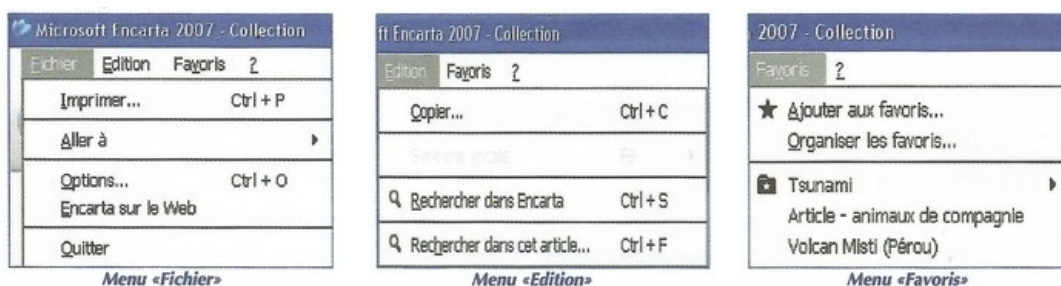 Microsoft Encarta 2007 - Collection
Fichier Edition Favoris ?
Imprimer... Ctrl + P
Aller à
Options... Ctrl + O
Encarta sur le Web
Quitter
Menu «Fichier»
ft Encarta 2007 - Collection
Edition Favoris ?
Copier... Ctrl + C
Rechercher dans Encarta Ctrl + S
Rechercher dans cet article... Ctrl + F
Menu «Edition»
2007 - Collection
Favoris ?
Ajouter aux favoris...
Organiser les favoris...
Tsunami
Article - animaux de compagnie
Volcan Misti (Pérou)
Menu «Favoris»